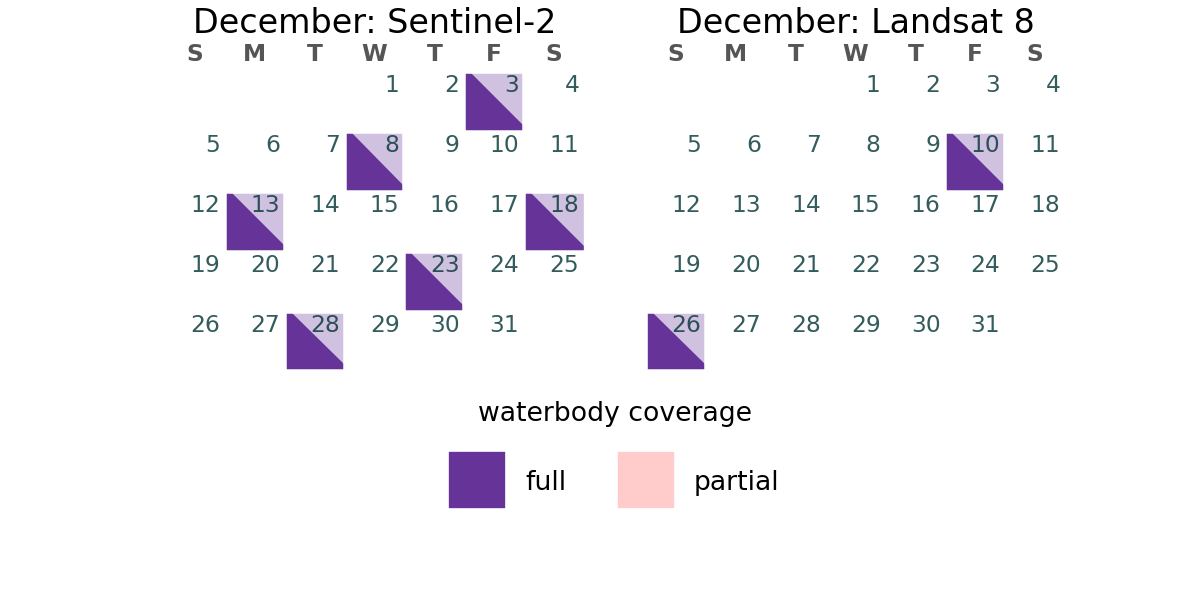 December: Sentinel-2
S M T W T F S
1 2 3 4
5 6 7 8 9 10 11
12 13 14 15 16 17 18
19 20 21 22 23 24 25
26 27 28 29 30 31
December: Landsat 8
S M T W T F S
1 2 3 4
5 6 7 8 9 10 11
12 13 14 15 16 17 18
19 20 21 22 23 24 25
26 27 28 29 30 31
waterbody coverage
full
partial